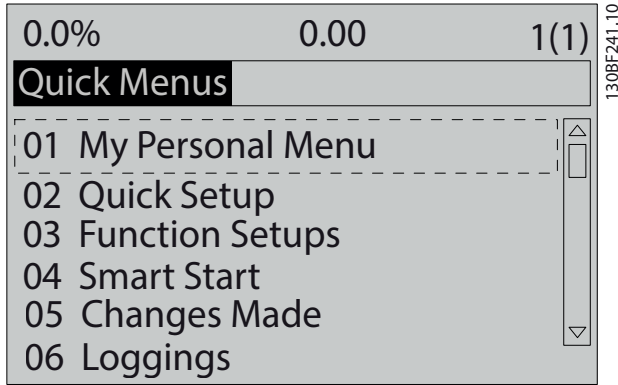 0.0% 0.00 1(1)
Quick Menus
01 My Personal Menu
02 Quick Setup
03 Function Setups
04 Smart Start
05 Changes Made
06 Loggings
130BF241.10